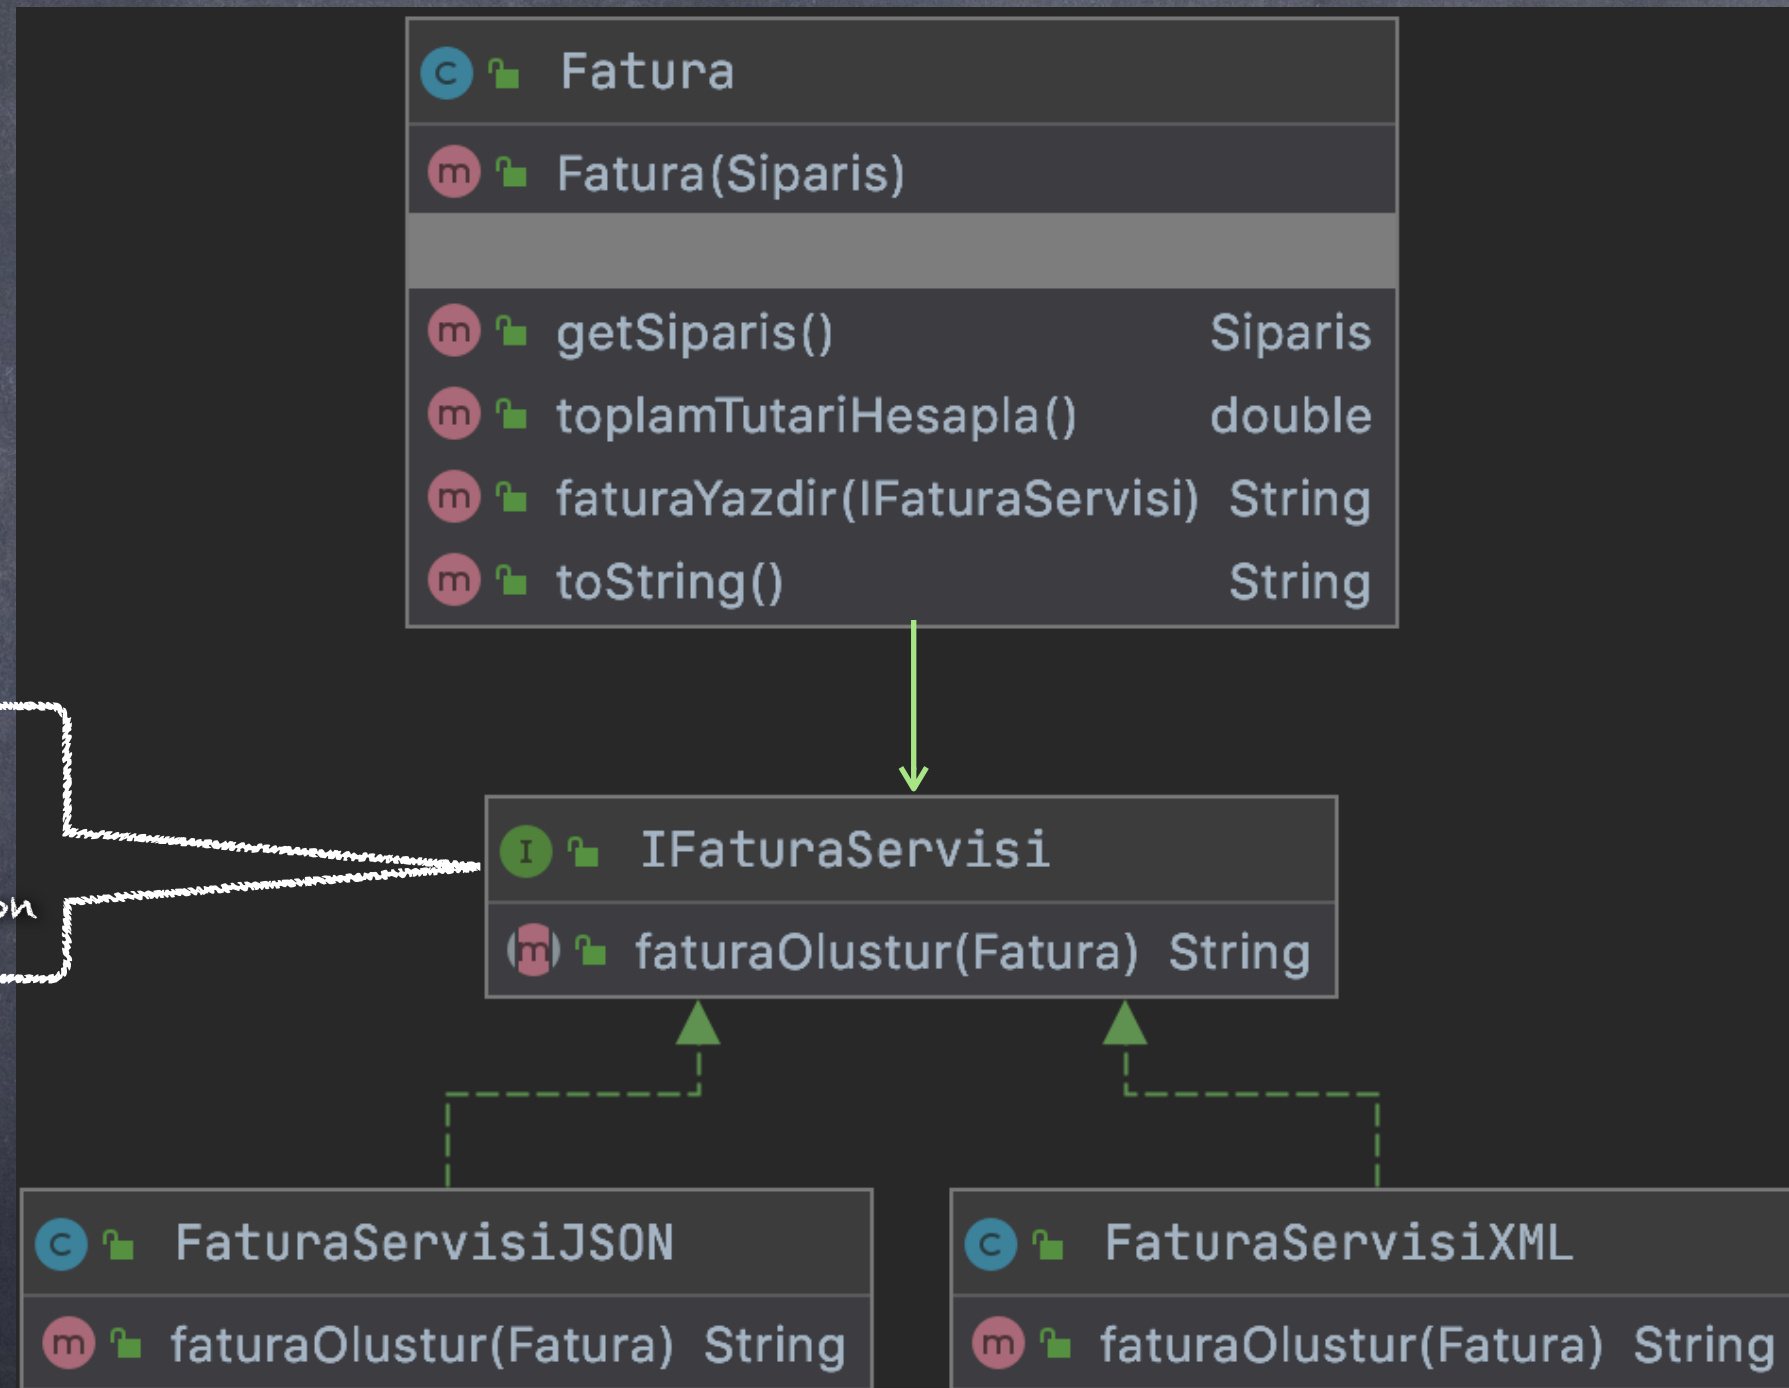 C Fatura
m Fatura(Siparis)
m getSiparis() Siparis
m toplamTutariHesapla() double
m faturaYazdir(IFaturaServisi) String
m toString() String
I IFaturaServisi
on
m faturaOlustur(Fatura) String
C FaturaServisiJSON
m faturaOlustur(Fatura) String
C FaturaServisiXML
m faturaOlustur(Fatura) String